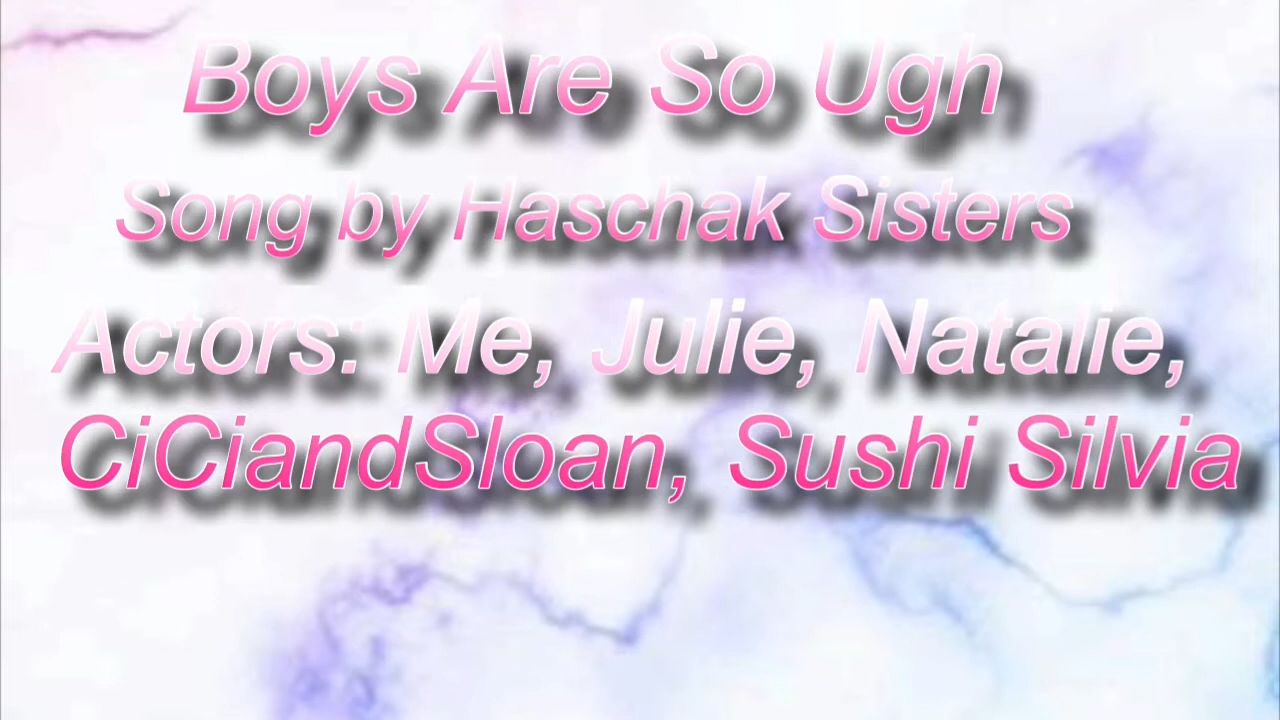 Boys Are So Ugh
Song by Haschak Sisters
Actors: Me, Julie, Natalie,
CiCiandSloan, Sushi Silvia